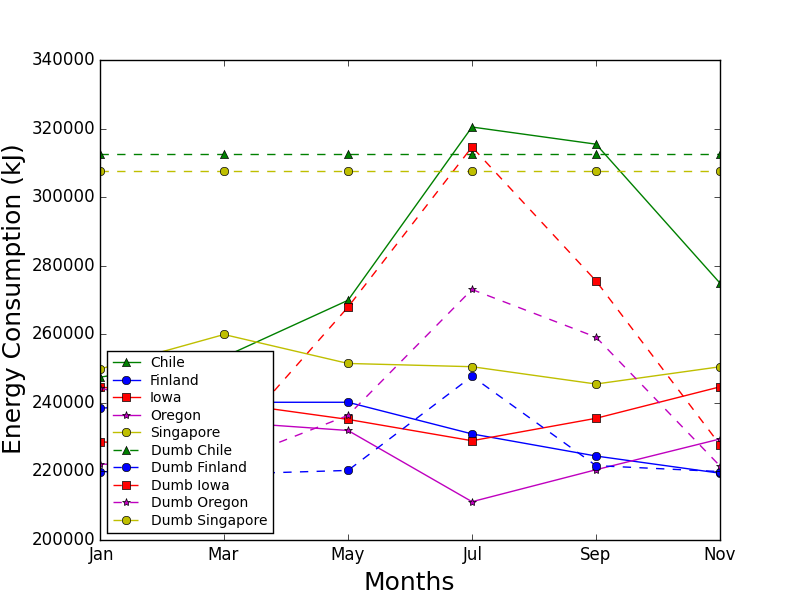 340000
320000
300000
280000
260000
240000
220000
200000
Energy Consumption (kJ)
Chile
Finland
Iowa
Oregon
Singapore
Dumb Chile
Dumb Finland
Dumb Iowa
Dumb Oregon
Dumb Singapore
Jan Mar May Jul Sep Nov
Months